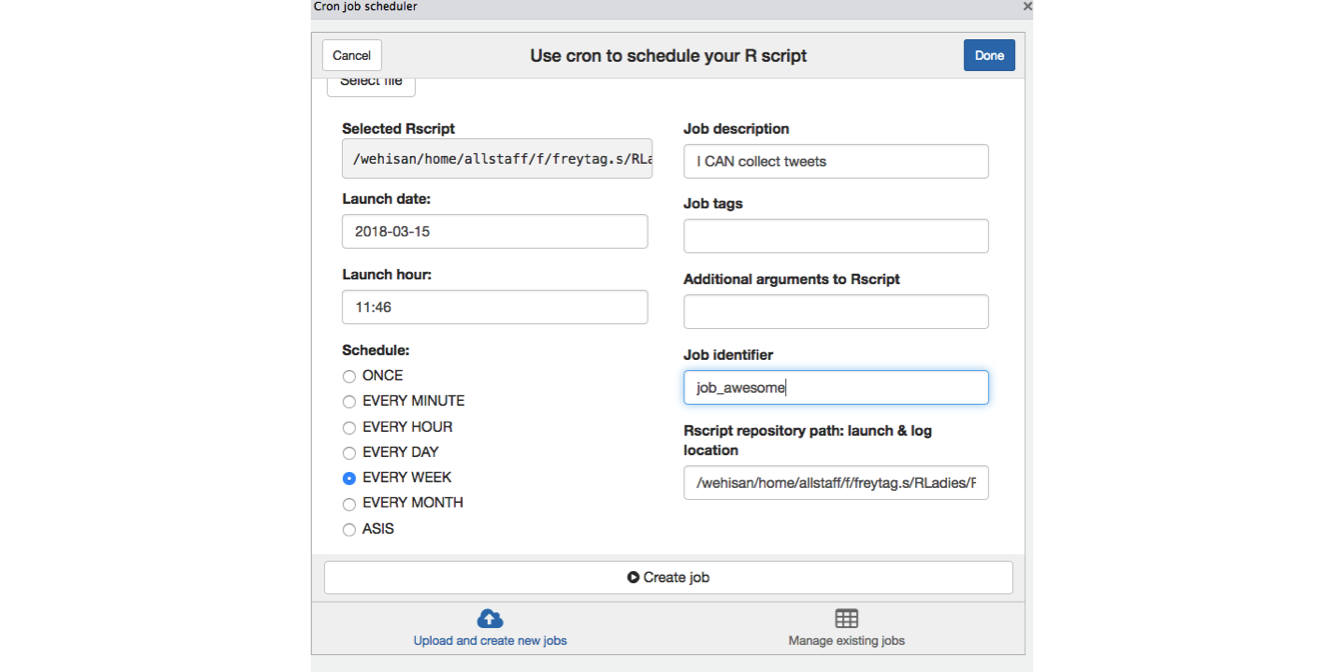 Cron job scheduler
Cancel
Use cron to schedule your R script
Done
Select file
Selected Rscript
/wehisan/home/allstaff/f/freytag.s/RLa
Launch date:
2018-03-15
Launch hour:
11:46
Schedule:
ONCE
EVERY MINUTE
EVERY HOUR
EVERY DAY
EVERY WEEK
EVERY MONTH
ASIS
Job description
I CAN collect tweets
Job tags
Additional arguments to Rscript
Job identifier
job_awesome
Rscript repository path: launch & log
location
/wehisan/home/allstaff/f/freytag.s/RLadies/F
Create job
Upload and create new jobs
Manage existing jobs